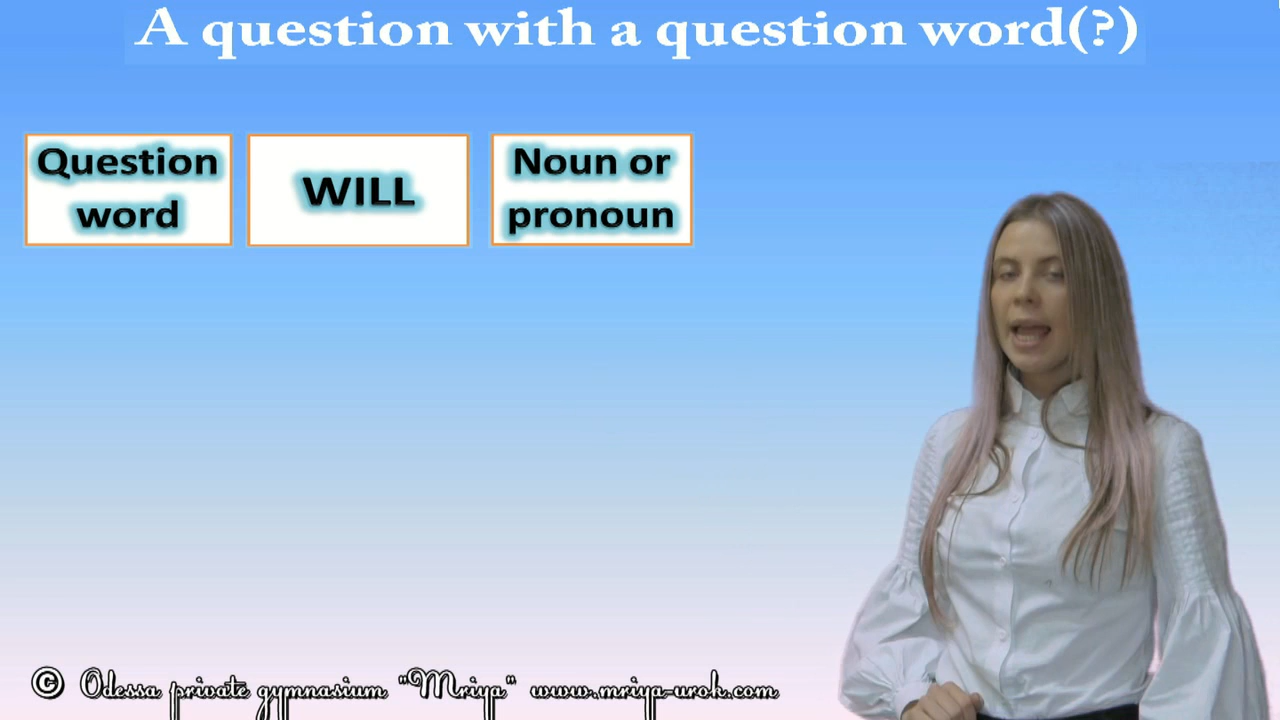 A question with a question word(?)
Question
word
WILL
Noun or
pronoun
© Odessa private gymnasium "Mriya" www.mriya-urok.com